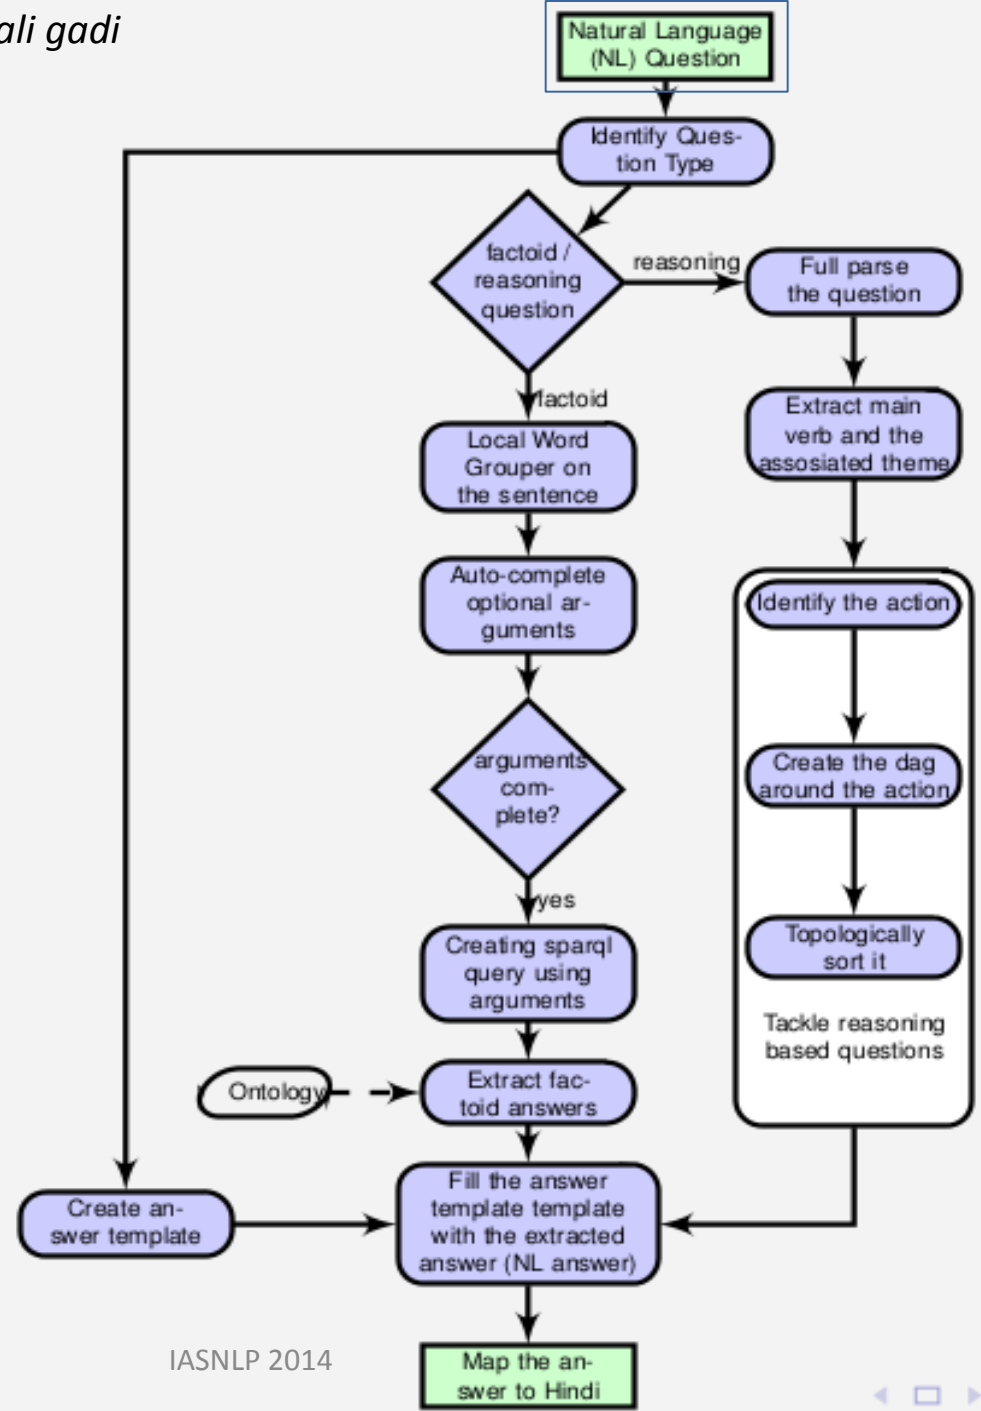 ali gadi
Natural Language
(NL) Question
Identify Ques-
tion Type
factoid /
reasoning
question
reasoning
Full parse
the question
factoid
Extract main
verb and the
assosiated theme
Local Word
Grouper on
the sentence
Auto-complete
optional ar-
guments
Identify the action
arguments
com-
plete?
Create the dag
around the action
yes
Creating sparql
query using
arguments
Topologically
sort it
Tackle reasoning
based questions
Ontology
Extract fac-
toid answers
Create an-
swer template
Fill the answer
template template
with the extracted
answer (NL answer)
IASNLP 2014
Map the an-
swer to Hindi